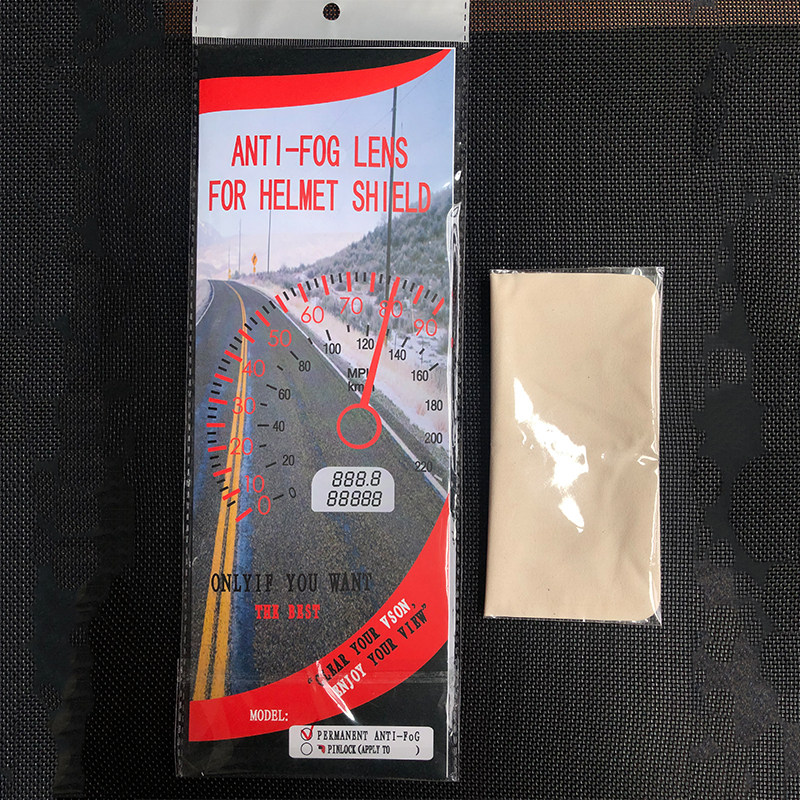 ANTI-FOG LENS
FOR HELMET SHIELD
0
10
20
30
40
50
60
70
80
90
MPH
km/h
0
20
40
60
80
100
120
140
160
180
200
220
888.8
88888
ONLYIF YOU WANT
THE BEST
"CLEAR YOUR VSON,
ENJOY YOUR VIEW"
MODEL:
PERMANENT ANTI-FoG
PINLOCK(APPLY TO )